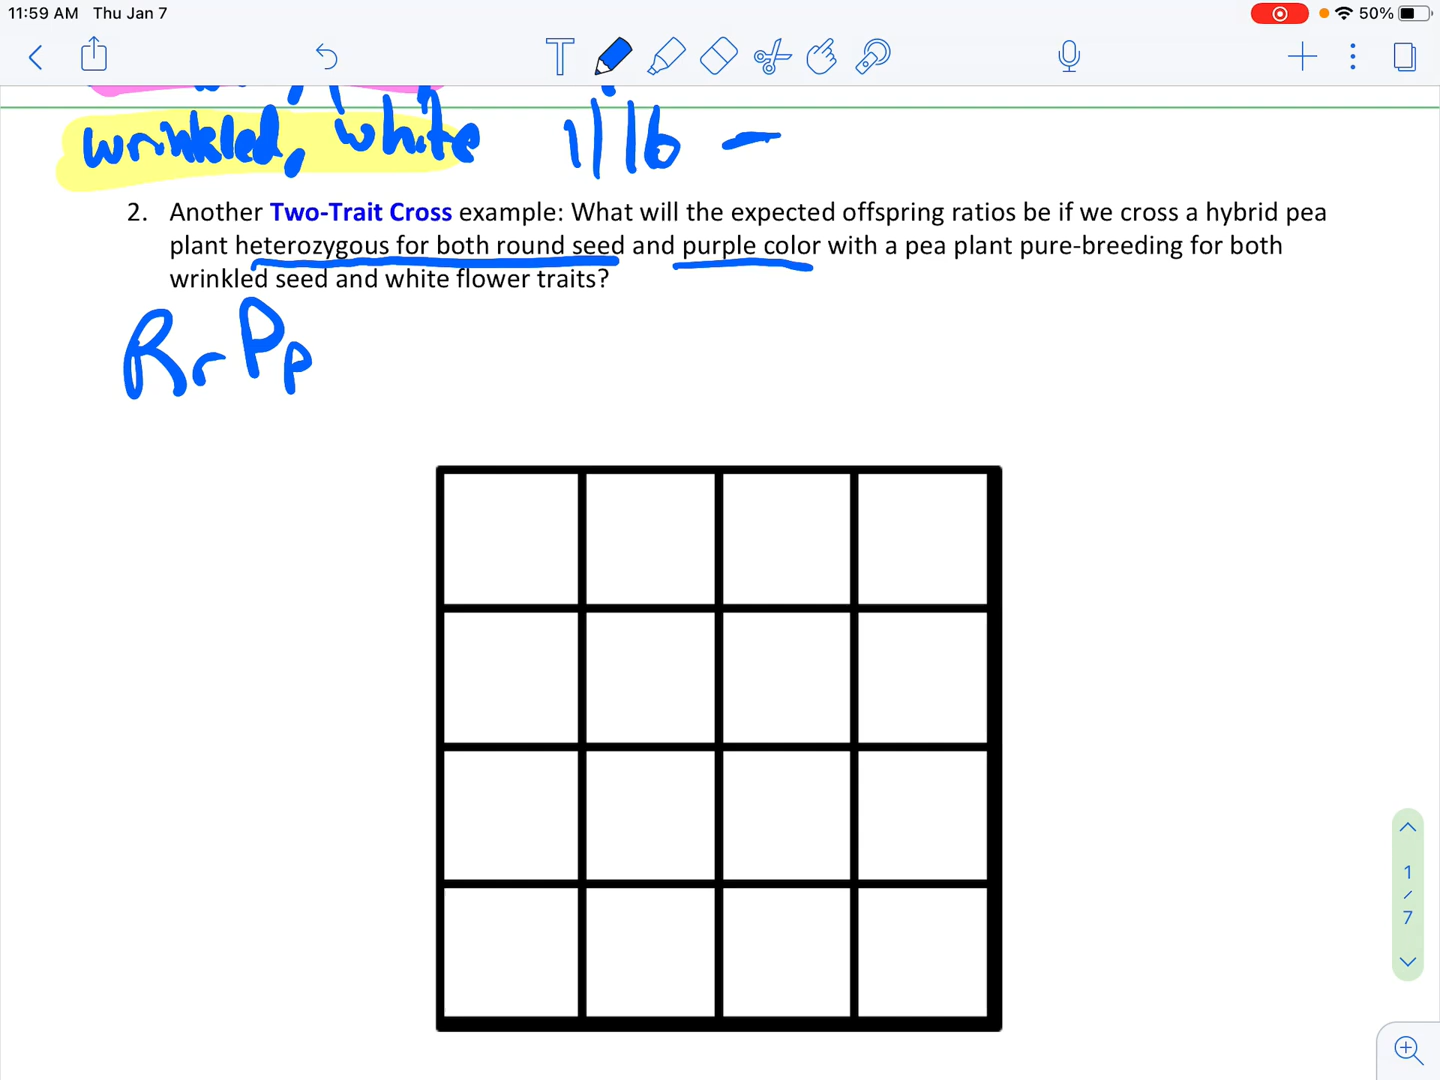 11:59 AM Thu Jan 7 50%
wrinkled, white 1/16 –
2. Another Two-Trait Cross example: What will the expected offspring ratios be if we cross a hybrid pea
plant heterozygous for both round seed and purple color with a pea plant pure-breeding for both
wrinkled seed and white flower traits?
RrPp
1
/
7